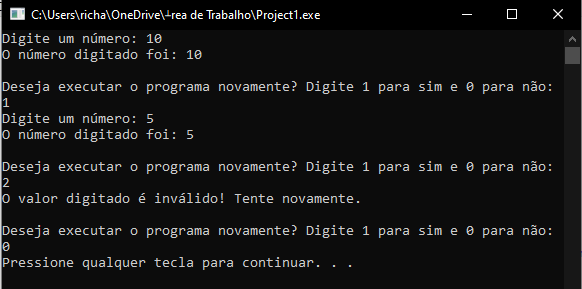 C:\Users\richa\OneDrive\┴rea de Trabalho\Project1.exe
Digite um número: 10
O número digitado foi: 10
Deseja executar o programa novamente? Digite 1 para sim e 0 para não:
1
Digite um número: 5
O número digitado foi: 5
Deseja executar o programa novamente? Digite 1 para sim e 0 para não:
2
O valor digitado é inválido! Tente novamente.
Deseja executar o programa novamente? Digite 1 para sim e 0 para não:
0
Pressione qualquer tecla para continuar. . .